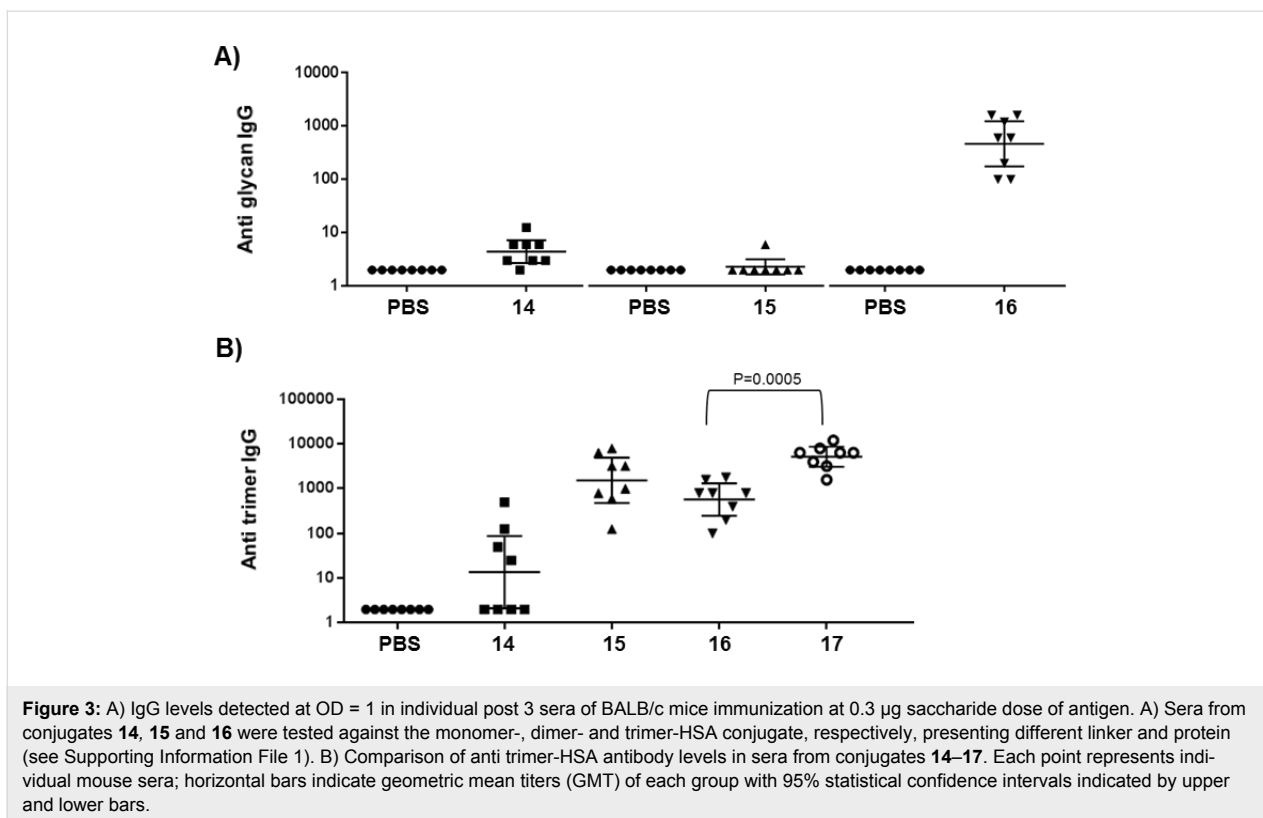 A)
Anti glycan IgG
10000
1000
100
10
1
PBS 14 PBS 15 PBS 16
B)
P=0.0005
Anti trimer IgG
100000
10000
1000
100
10
1
PBS 14 15 16 17
Figure 3: A) IgG levels detected at OD = 1 in individual post 3 sera of BALB/c mice immunization at 0.3 µg saccharide dose of antigen. A) Sera from
conjugates 14, 15 and 16 were tested against the monomer-, dimer- and trimer-HSA conjugate, respectively, presenting different linker and protein
(see Supporting Information File 1). B) Comparison of anti trimer-HSA antibody levels in sera from conjugates 14–17. Each point represents indi-
vidual mouse sera; horizontal bars indicate geometric mean titers (GMT) of each group with 95% statistical confidence intervals indicated by upper
and lower bars.